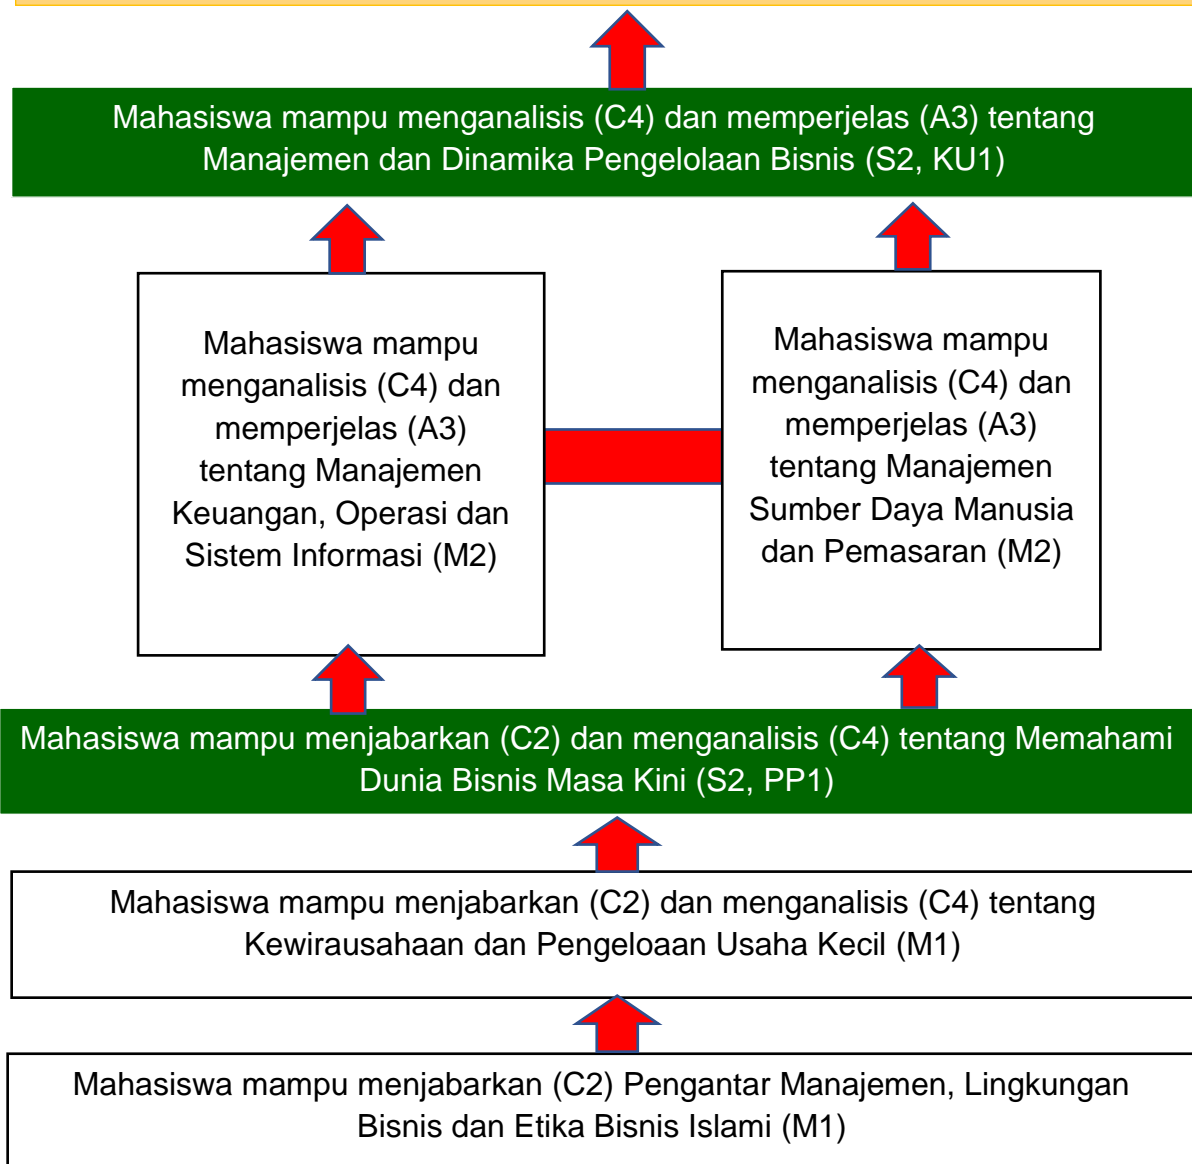 Mahasiswa mampu menganalisis (C4) dan memperjelas (A3) tentang
Manajemen dan Dinamika Pengelolaan Bisnis (S2, KU1)
Mahasiswa mampu
menganalisis (C4) dan
memperjelas (A3)
tentang Manajemen
Keuangan, Operasi dan
Sistem Informasi (M2)
Mahasiswa mampu
menganalisis (C4) dan
memperjelas (A3)
tentang Manajemen
Sumber Daya Manusia
dan Pemasaran (M2)
Mahasiswa mampu menjabarkan (C2) dan menganalisis (C4) tentang Memahami
Dunia Bisnis Masa Kini (S2, PP1)
Mahasiswa mampu menjabarkan (C2) dan menganalisis (C4) tentang
Kewirausahaan dan Pengeloaan Usaha Kecil (M1)
Mahasiswa mampu menjabarkan (C2) Pengantar Manajemen, Lingkungan
Bisnis dan Etika Bisnis Islami (M1)